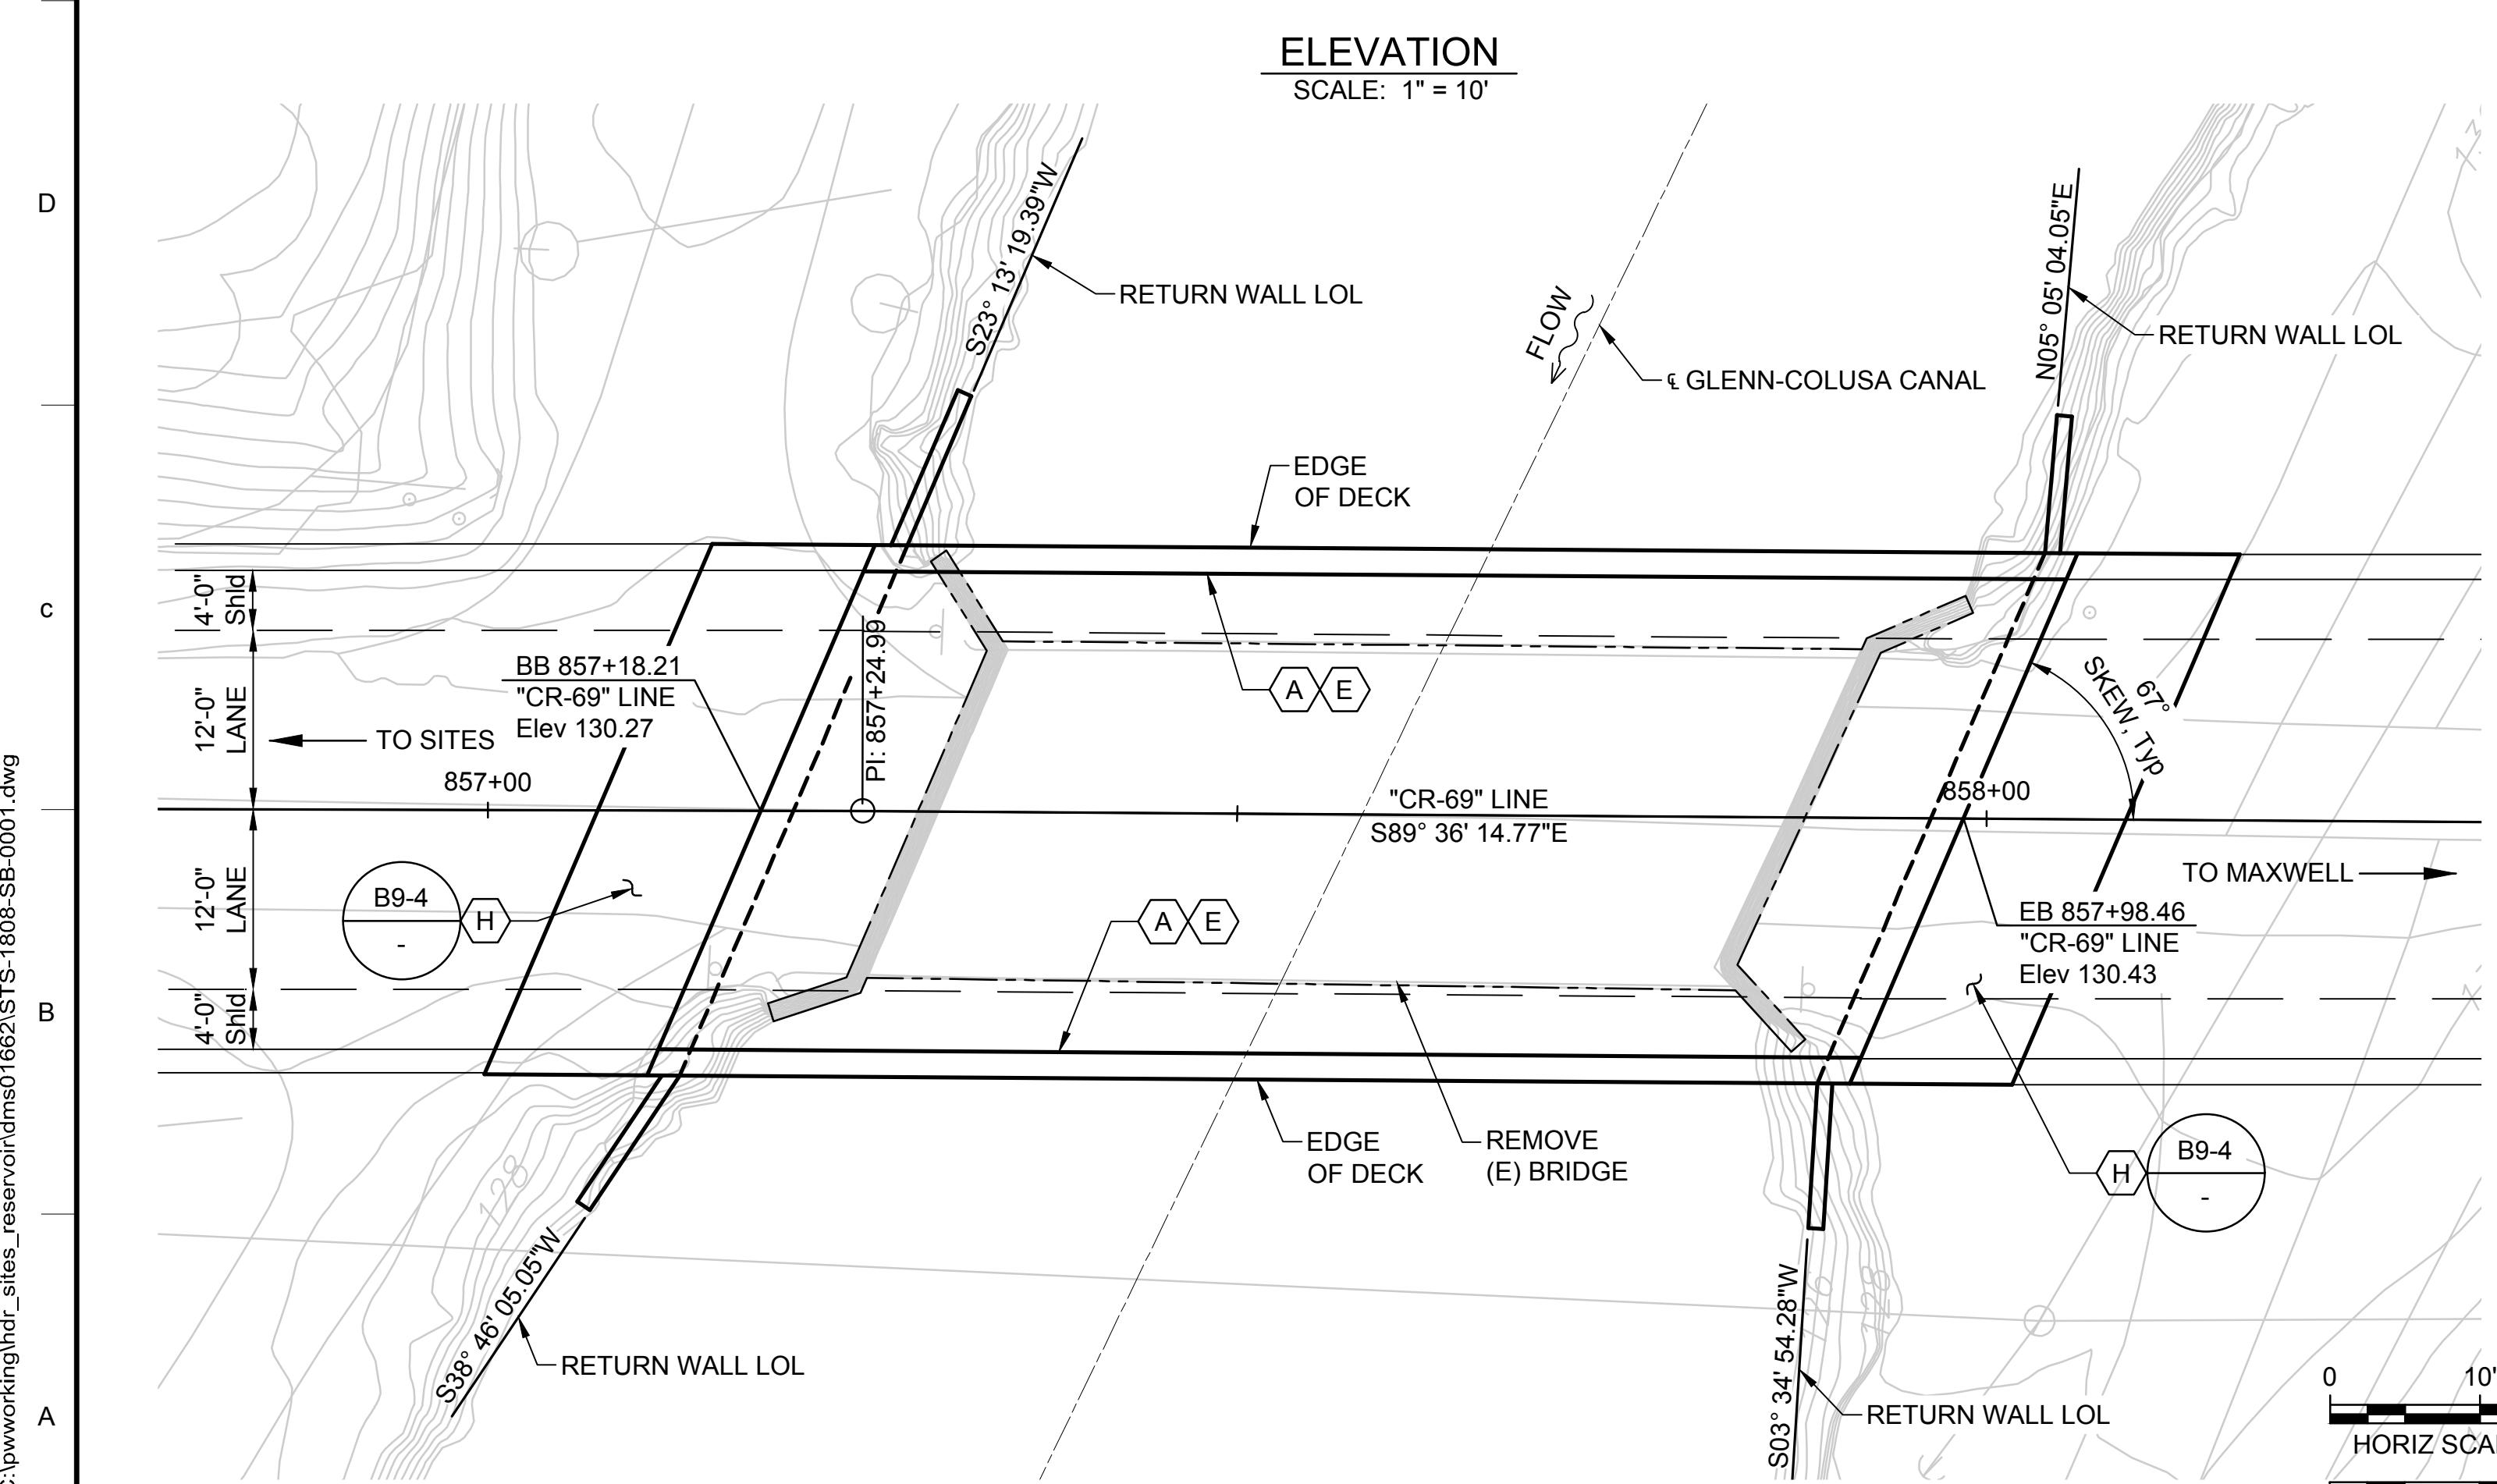 ELEVATION
SCALE: 1" = 10'
D
S23° 13' 19.39"W
RETURN WALL LOL
N05° 05' 04.05"E
RETURN WALL LOL
FLOW
℄ GLENN-COLUSA CANAL
EDGE
OF DECK
c
4'-0"
Shld
12'-0"
LANE
BB 857+18.21
"CR-69" LINE
Elev 130.27
TO SITES
857+00
PI: 857+24.99
A
E
67°
SKEW, Typ
"CR-69" LINE
S89° 36' 14.77"E
858+00
12'-0"
LANE
B9-4
-
H
A
E
TO MAXWELL
EB 857+98.46
"CR-69" LINE
Elev 130.43
B
4'-0"
Shld
128
EDGE
OF DECK
REMOVE
(E) BRIDGE
H
B9-4
-
S38° 46' 05.05"W
RETURN WALL LOL
S03° 34' 54.28"W
RETURN WALL LOL
A
0
10'
HORIZ SCA
C:\pwworking\hdr_sites_reservoir\dms01662\STS-1808-SB-0001.dwg